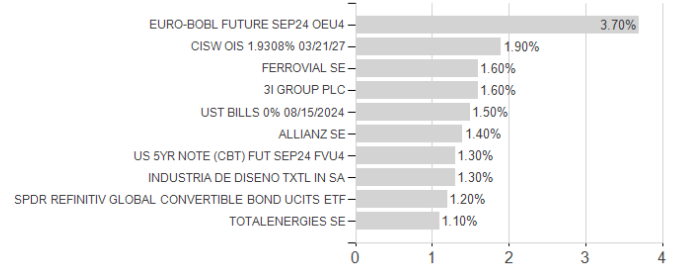 EURO-BOBL FUTURE SEP24 OEU4 3.70%
CISW OIS 1.9308% 03/21/27 1.90%
FERROVIAL SE 1.60%
3I GROUP PLC 1.60%
UST BILLS 0% 08/15/2024 1.50%
ALLIANZ SE 1.40%
US 5YR NOTE (CBT) FUT SEP24 FVU4 1.30%
INDUSTRIA DE DISENO TXTL IN SA 1.30%
SPDR REFINITIV GLOBAL CONVERTIBLE BOND UCITS ETF 1.20%
TOTALENERGIES SE 1.10%
0 1 2 3 4